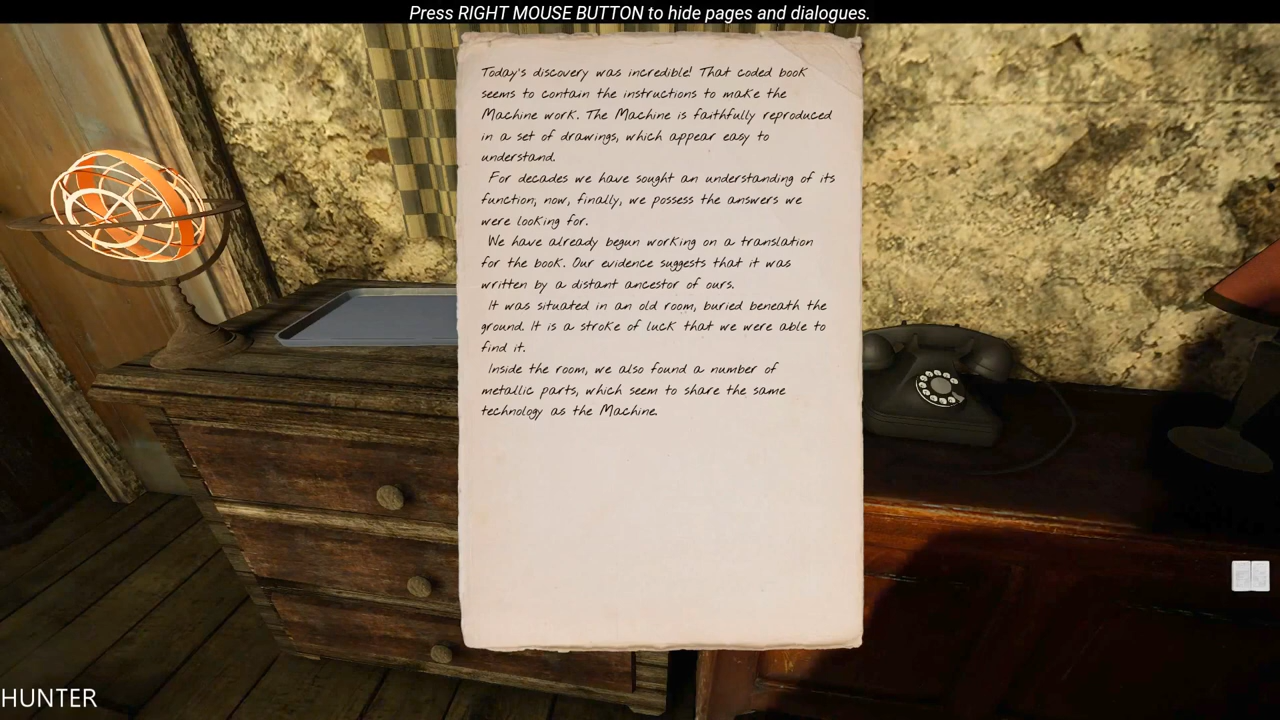 Press RIGHT MOUSE BUTTON to hide pages and dialogues.
Today's discovery was incredible! That coded book
seems to contain the instructions to make the
Machine work. The Machine is faithfully reproduced
in a set of drawings, which appear easy to
understand.
For decades we have sought an understanding of its
function; now, finally, we possess the answers we
were looking for.
We have already begun working on a translation
for the book. Our evidence suggests that it was
written by a distant ancestor of ours.
It was situated in an old room, buried beneath the
ground. It is a stroke of luck that we were able to
find it.
Inside the room, we also found a number of
metallic parts, which seem to share the same
technology as the Machine.
HUNTER